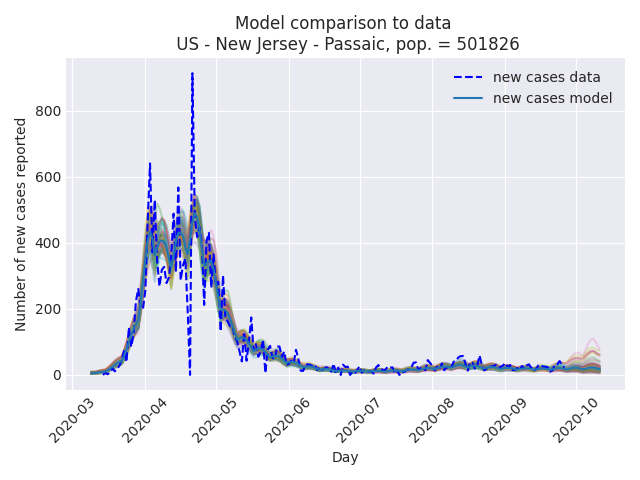 Model comparison to data
US - New Jersey - Passaic, pop. = 501826
new cases data
new cases model
Number of new cases reported
800
600
400
200
0
2020-03
2020-04
2020-05
2020-06
2020-07
2020-08
2020-09
2020-10
Day